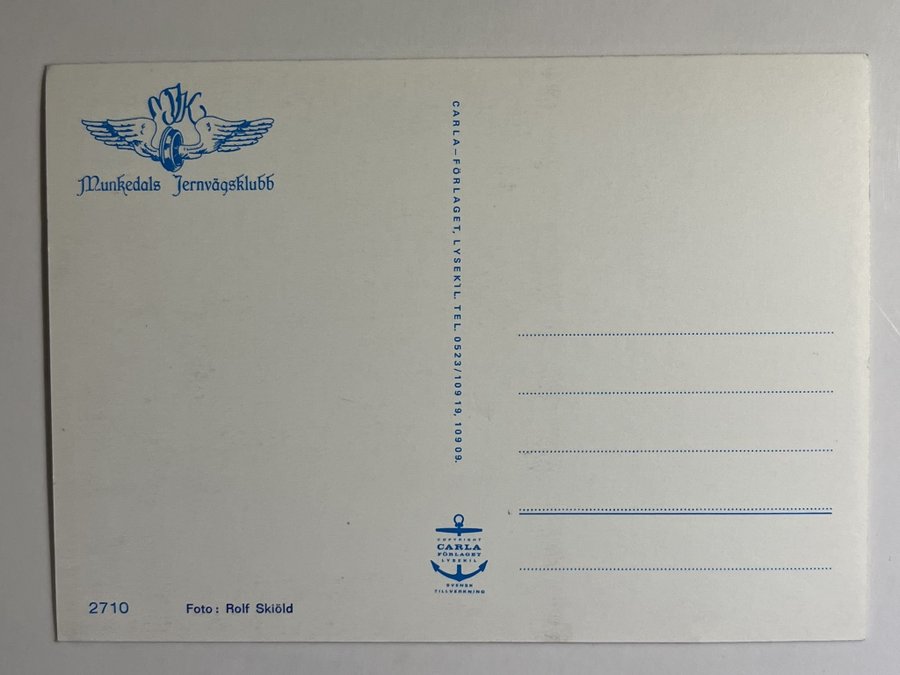 MJK
Munkedals Jernvägsklubb
CARLA–FÖRLAGET, LYSEKIL. TEL. 0523/109 19, 109 09.
COPYRIGHT
CARLA
FÖRLAGET
LYSEKIL
SVENSK
TILLVERKNING
2710
Foto: Rolf Skiöld